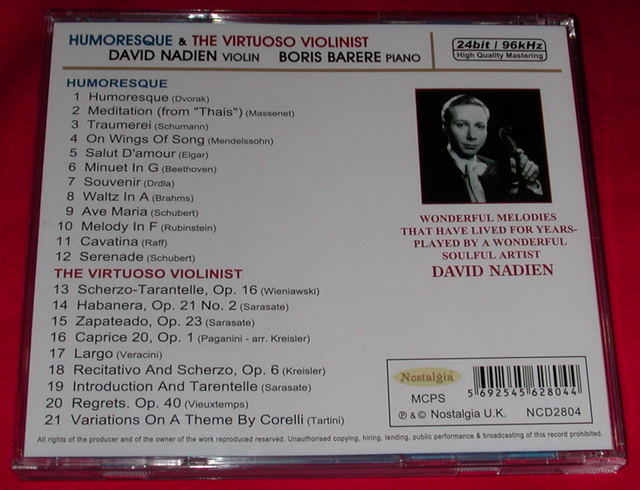 HUMORESQUE & THE VIRTUOSO VIOLINIST
DAVID NADIEN VIOLIN BORIS BARERE PIANO
24bit / 96kHz
High Quality Mastering
HUMORESQUE
1 Humoresque (Dvorak)
2 Meditation (from "Thais") (Massenet)
3 Traumerei (Schumann)
4 On Wings Of Song (Mendelssohn)
5 Salut D'amour (Elgar)
6 Minuet In G (Beethoven)
7 Souvenir (Drdla)
8 Waltz In A (Brahms)
9 Ave Maria (Schubert)
10 Melody In F (Rubinstein)
11 Cavatina (Raff)
12 Serenade (Schubert)
THE VIRTUOSO VIOLINIST
13 Scherzo-Tarantelle, Op. 16 (Wieniawski)
14 Habanera, Op. 21 No. 2 (Sarasate)
15 Zapateado, Op. 23 (Sarasate)
16 Caprice 20, Op. 1 (Paganini - arr. Kreisler)
17 Largo (Veracini)
18 Recitativo And Scherzo, Op. 6 (Kreisler)
19 Introduction And Tarentelle (Sarasate)
20 Regrets. Op. 40 (Vieuxtemps)
21 Variations On A Theme By Corelli (Tartini)
WONDERFUL MELODIES
THAT HAVE LIVED FOR YEARS-
PLAYED BY A WONDERFUL
SOULFUL ARTIST
DAVID NADIEN
Nostalgia
MCPS
5 692545 628044
℗ & © Nostalgia U.K. NCD2804
All rights of the producer and of the owner of the work reproduced reserved. Unauthorised copying, hiring, lending, public performance & broadcasting of this record prohibited.